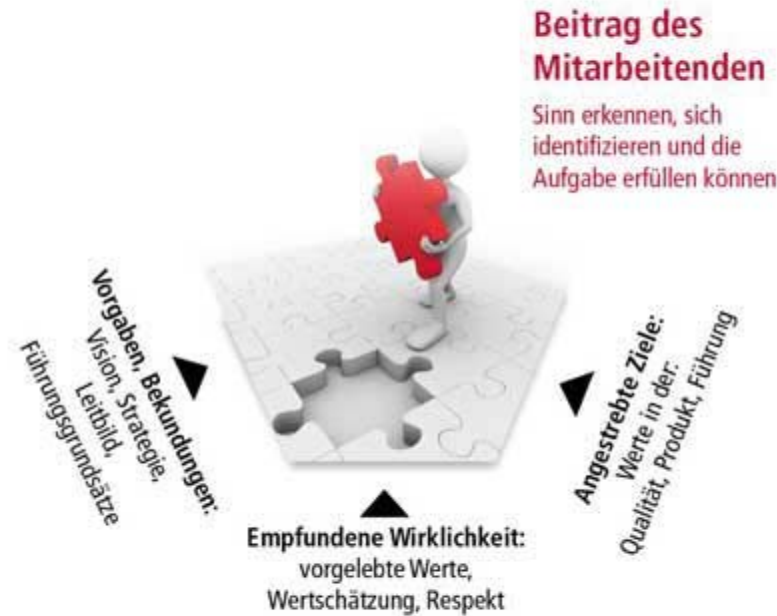 Beitrag des
Mitarbeitenden
Sinn erkennen, sich
identifizieren und die
Aufgabe erfüllen können
Vorgaben, Bekundungen:
Vision, Strategie,
Leitbild,
Führungsgrundsätze
Angestrebte Ziele:
Werte in der:
Qualität, Produkt, Führung
Empfundene Wirklichkeit:
vorgelebte Werte,
Wertschätzung, Respekt